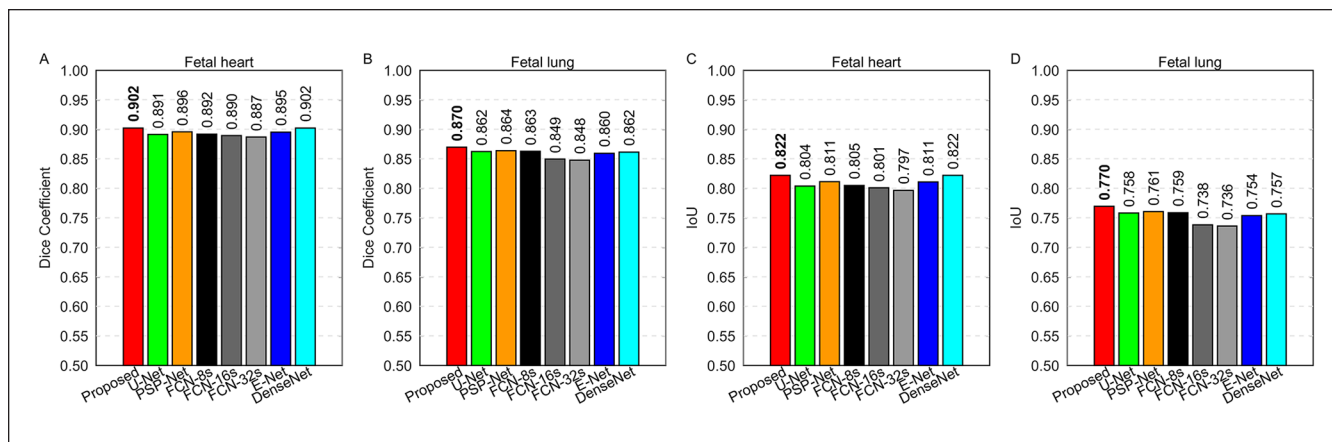 A
Fetal heart
Dice Coefficient
1.00
0.95
0.90
0.85
0.80
0.75
0.70
0.65
0.60
0.55
0.50
0.902
0.891
0.896
0.892
0.890
0.887
0.895
0.902
Proposed
U-Net
PSP-Net
FCN-8s
FCN-16s
FCN-32s
E-Net
DenseNet
B
Fetal lung
Dice Coefficient
1.00
0.95
0.90
0.85
0.80
0.75
0.70
0.65
0.60
0.55
0.50
0.870
0.862
0.864
0.863
0.849
0.848
0.860
0.862
Proposed
U-Net
PSP-Net
FCN-8s
FCN-16s
FCN-32s
E-Net
DenseNet
C
Fetal heart
IoU
1.00
0.95
0.90
0.85
0.80
0.75
0.70
0.65
0.60
0.55
0.50
0.822
0.804
0.811
0.805
0.801
0.797
0.811
0.822
Proposed
U-Net
PSP-Net
FCN-8s
FCN-16s
FCN-32s
E-Net
DenseNet
D
Fetal lung
IoU
1.00
0.95
0.90
0.85
0.80
0.75
0.70
0.65
0.60
0.55
0.50
0.770
0.758
0.761
0.759
0.738
0.736
0.754
0.757
Proposed
U-Net
PSP-Net
FCN-8s
FCN-16s
FCN-32s
E-Net
DenseNet